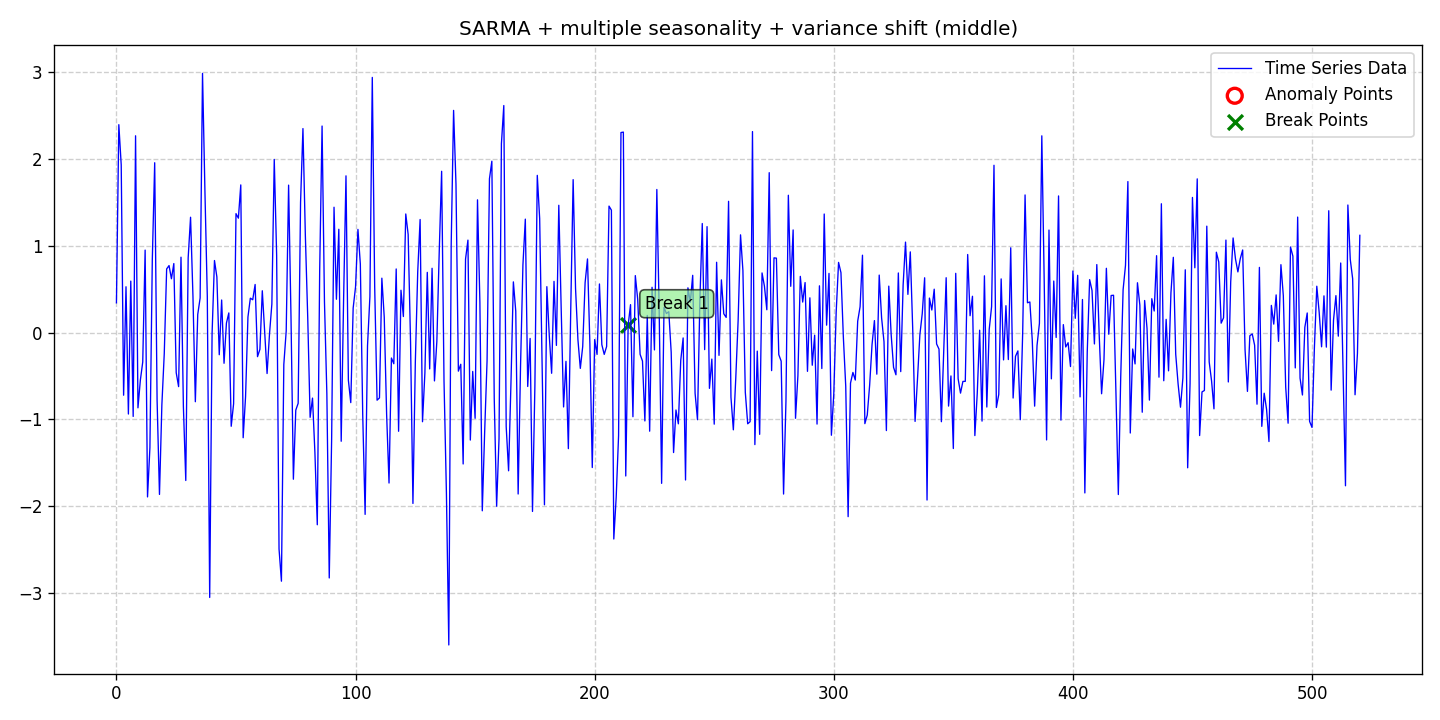 SARMA + multiple seasonality + variance shift (middle)
Time Series Data
Anomaly Points
Break Points
3
2
1
0
−1
−2
−3
Break 1
0
100
200
300
400
500